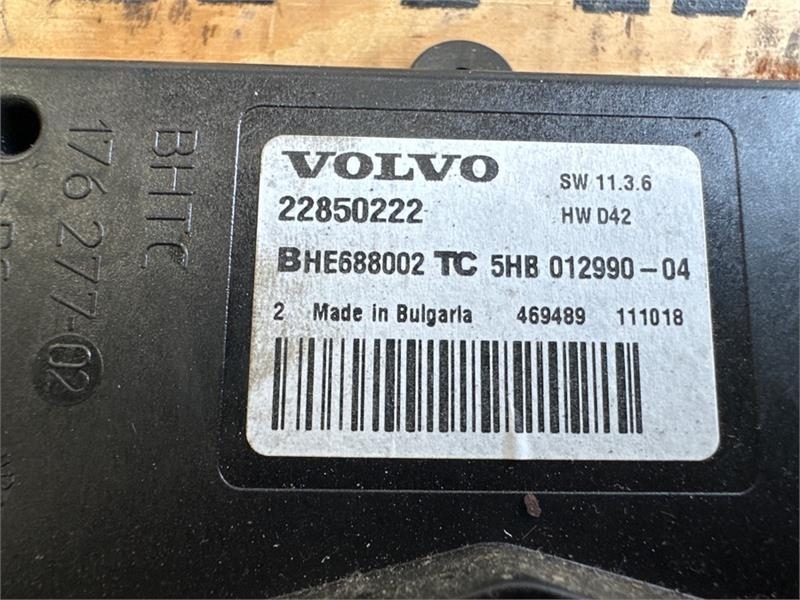 VOLVO
SW 11.3.6
22850222
HW D42
BHE688002 TC 5HB 012990-04
2 Made in Bulgaria 469489 111018
BHTC
176 277-02